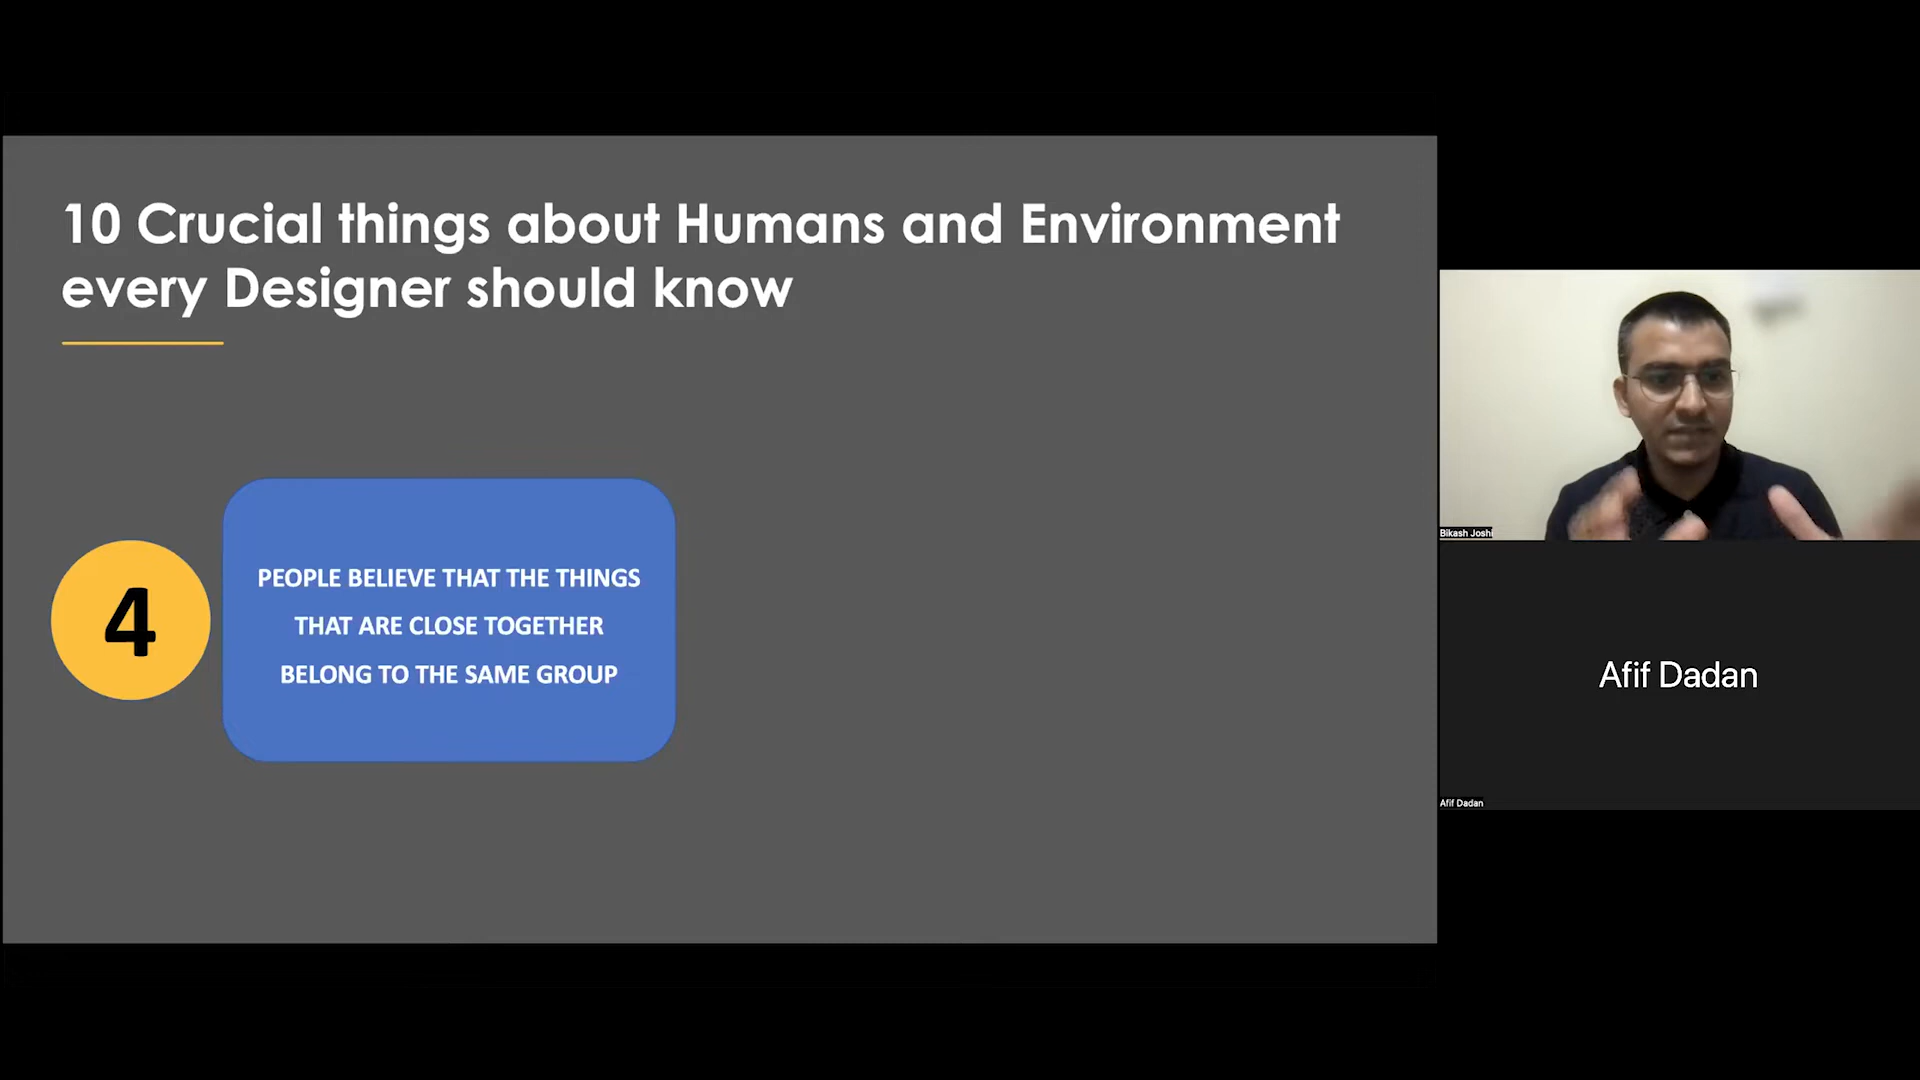 10 Crucial things about Humans and Environment
every Designer should know
4
PEOPLE BELIEVE THAT THE THINGS
THAT ARE CLOSE TOGETHER
BELONG TO THE SAME GROUP
Bikash Joshi
Afif Dadan
Afif Dadan